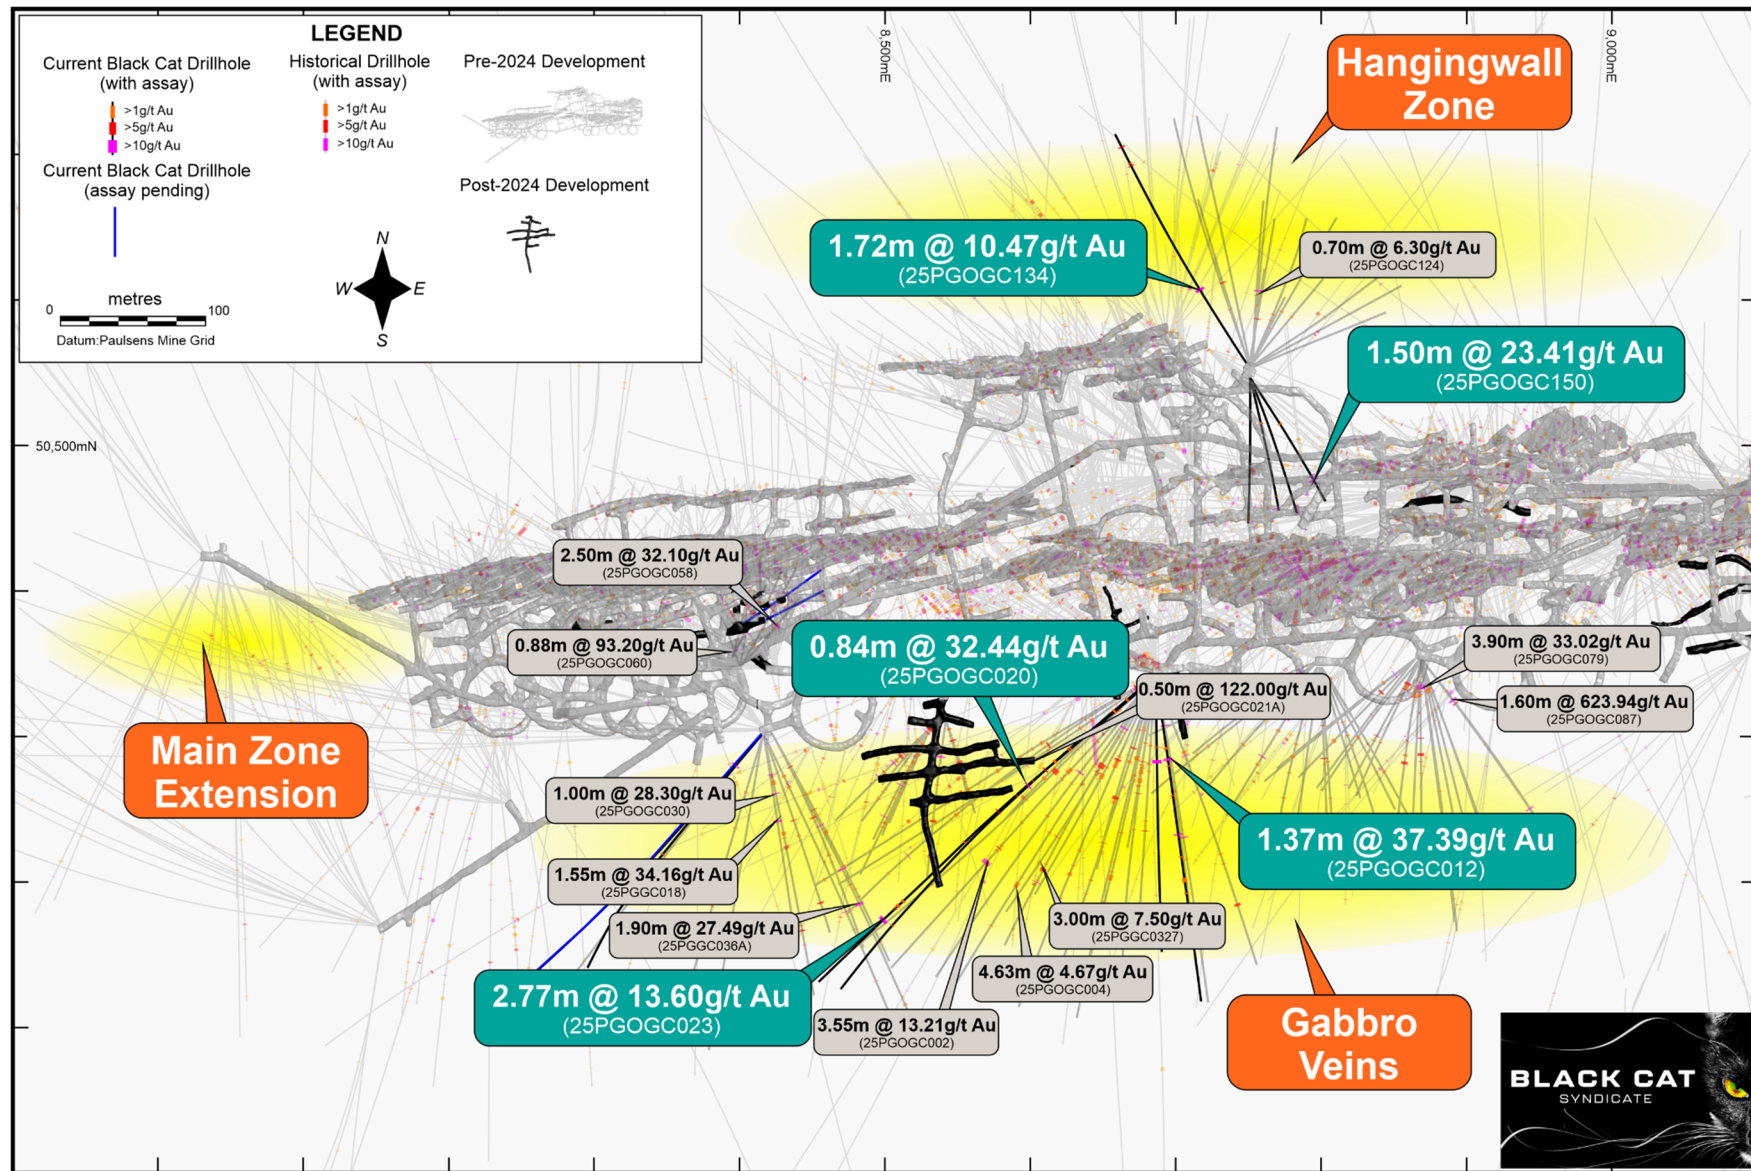 LEGEND
Current Black Cat Drillhole
(with assay)
>1g/t Au
>5g/t Au
>10g/t Au
Historical Drillhole
(with assay)
>1g/t Au
>5g/t Au
>10g/t Au
Pre-2024 Development
Current Black Cat Drillhole
(assay pending)
Post-2024 Development
N
W
E
S
metres
0
100
Datum:Paulsens Mine Grid
8,500mE
9,000mE
50,500mN
Hangingwall
Zone
1.72m @ 10.47g/t Au
(25PGOGC134)
0.70m @ 6.30g/t Au
(25PGOGC124)
1.50m @ 23.41g/t Au
(25PGOGC150)
2.50m @ 32.10g/t Au
(25PGOGC058)
0.88m @ 93.20g/t Au
(25PGOGC060)
0.84m @ 32.44g/t Au
(25PGOGC020)
3.90m @ 33.02g/t Au
(25PGOGC079)
0.50m @ 122.00g/t Au
(25PGOGC021A)
1.60m @ 623.94g/t Au
(25PGOGC087)
Main Zone
Extension
1.00m @ 28.30g/t Au
(25PGOGC030)
1.37m @ 37.39g/t Au
(25PGOGC012)
1.55m @ 34.16g/t Au
(25PGGC018)
1.90m @ 27.49g/t Au
(25PGGC036A)
3.00m @ 7.50g/t Au
(25PGGC0327)
4.63m @ 4.67g/t Au
(25PGOGC004)
2.77m @ 13.60g/t Au
(25PGOGC023)
3.55m @ 13.21g/t Au
(25PGOGC002)
Gabbro
Veins
BLACK CAT
SYNDICATE